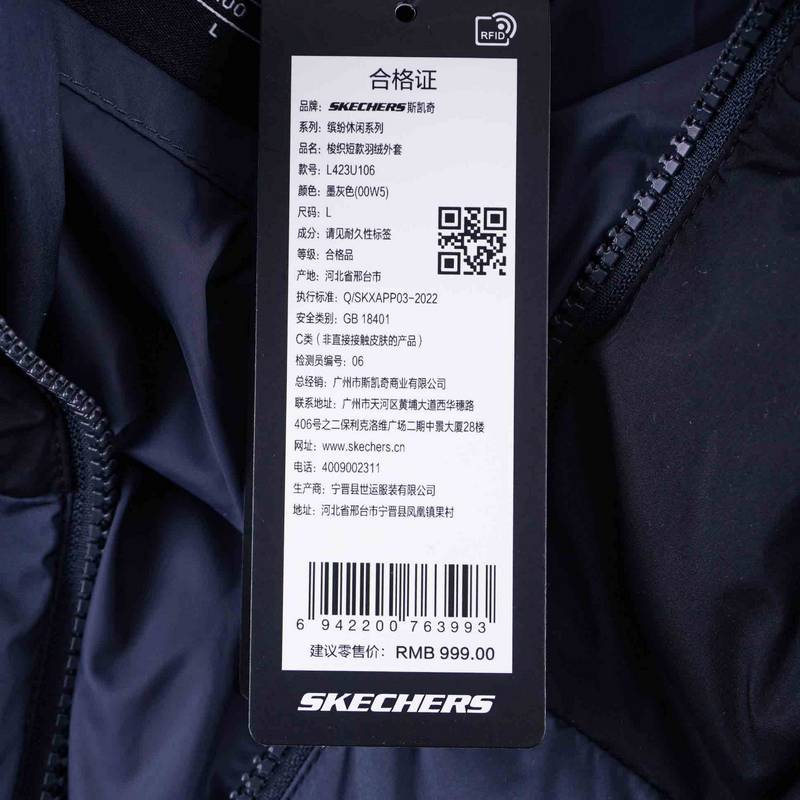 L
RFID
合格证
品牌: SKECHERS斯凯奇
系列: 缤纷休闲系列
品名: 梭织短款羽绒外套
款号: L423U106
颜色: 墨灰色(00W5)
尺码: L
成分: 请见耐久性标签
等级: 合格品
产地: 河北省邢台市
执行标准: Q/SKXAPP03-2022
安全类别: GB 18401
C类（非直接接触皮肤的产品）
检测员编号: 06
总经销: 广州市斯凯奇商业有限公司
联系地址: 广州市天河区黄埔大道西华穗路
406号之二保利克洛维广场二期中景大厦28楼
网址: www.skechers.cn
电话: 4009002311
生产商: 宁晋县世运服装有限公司
地址: 河北省邢台市宁晋县凤凰镇果村
6 942200 763993
建议零售价: RMB 999.00
SKECHERS